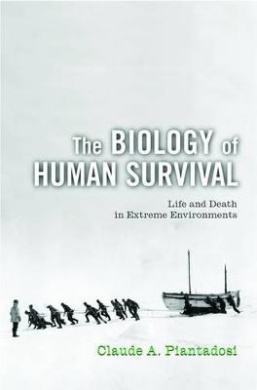 The BIOLOGY of
HUMAN SURVIVAL
Life and Death
in Extreme Environments
Claude A. Piantadosi